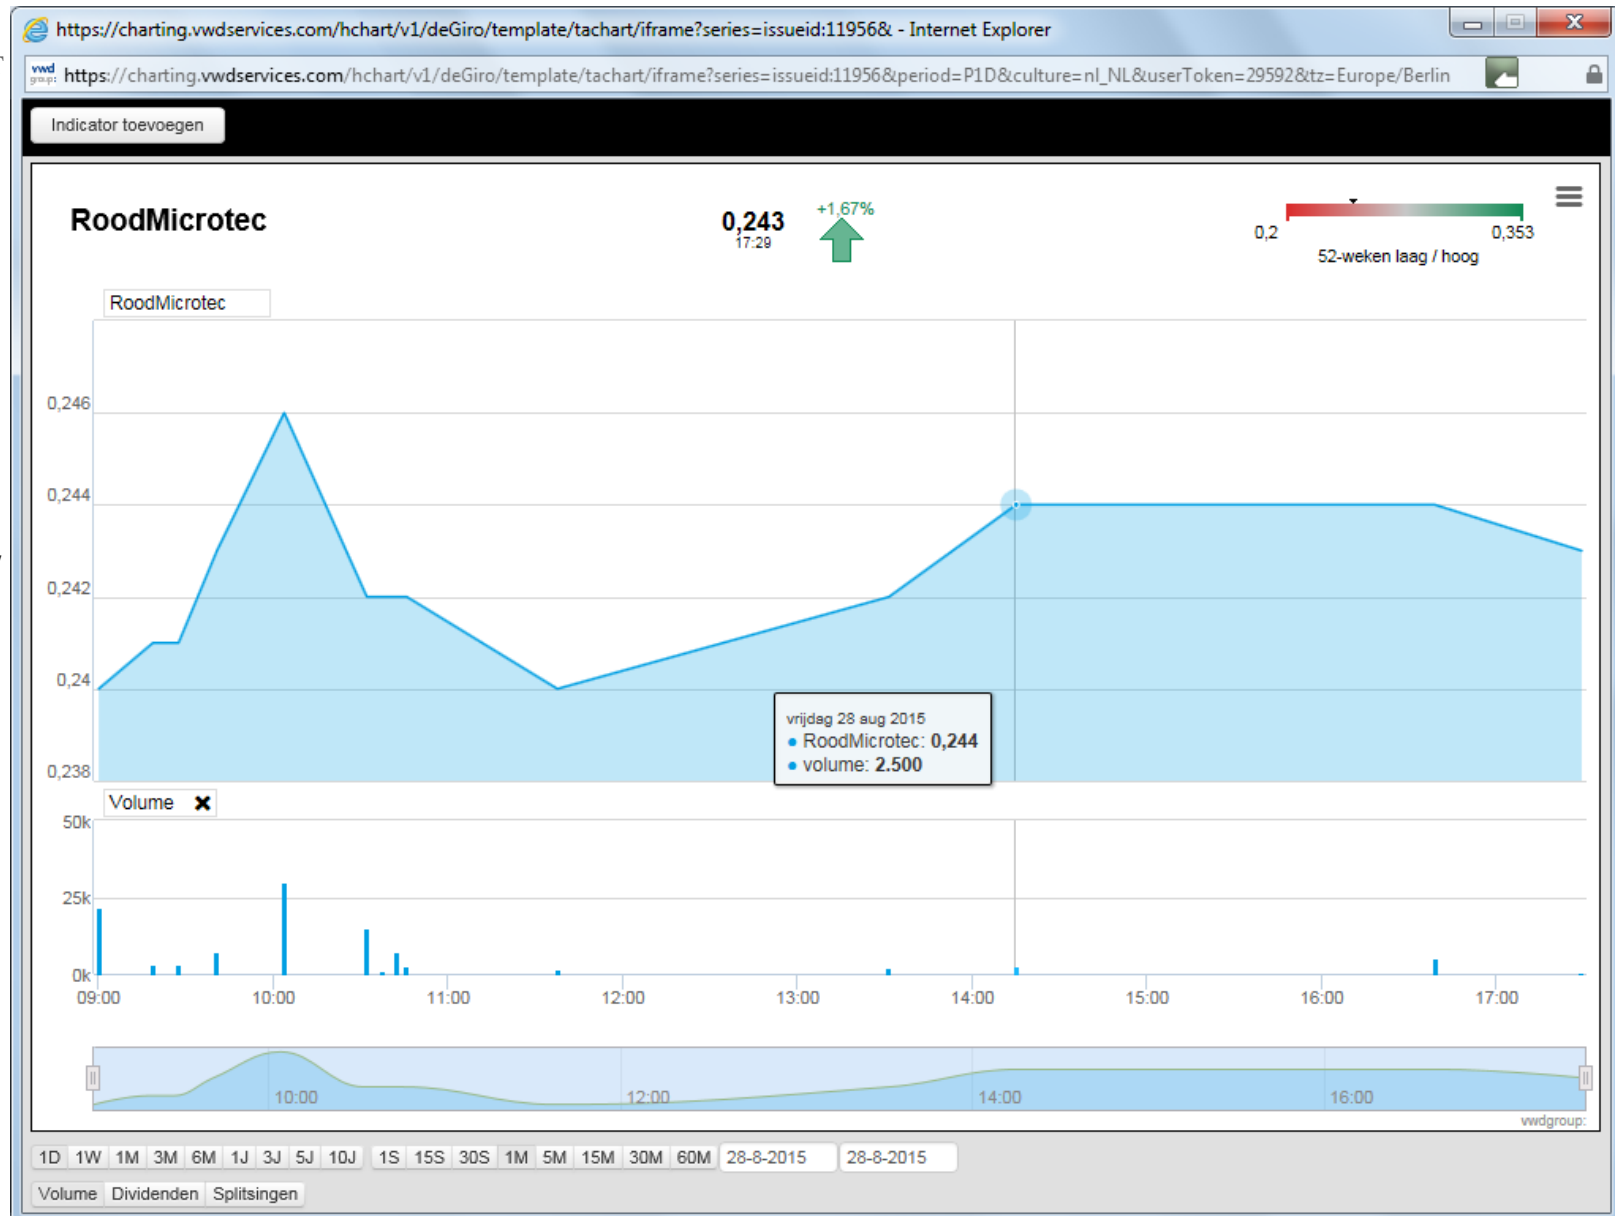 https://charting.vwdservices.com/hchart/v1/deGiro/template/tachart/iframe?series=issueid:11956& - Internet Explorer
vwd group: https://charting.vwdservices.com/hchart/v1/deGiro/template/tachart/iframe?series=issueid:11956&period=P1D&culture=nl_NL&userToken=29592&tz=Europe/Berlin
Indicator toevoegen
RoodMicrotec
0,243
17:29
+1,67%
0,2
0,353
52-weken laag / hoog
RoodMicrotec
0,246
0,244
0,242
0,24
0,238
vrijdag 28 aug 2015
• RoodMicrotec: 0,244
• volume: 2.500
Volume
50k
25k
0k
09:00 10:00 11:00 12:00 13:00 14:00 15:00 16:00 17:00
10:00 12:00 14:00 16:00
vwdgroup:
1D 1W 1M 3M 6M 1J 3J 5J 10J 1S 15S 30S 1M 5M 15M 30M 60M 28-8-2015 28-8-2015
Volume Dividenden Splitsingen